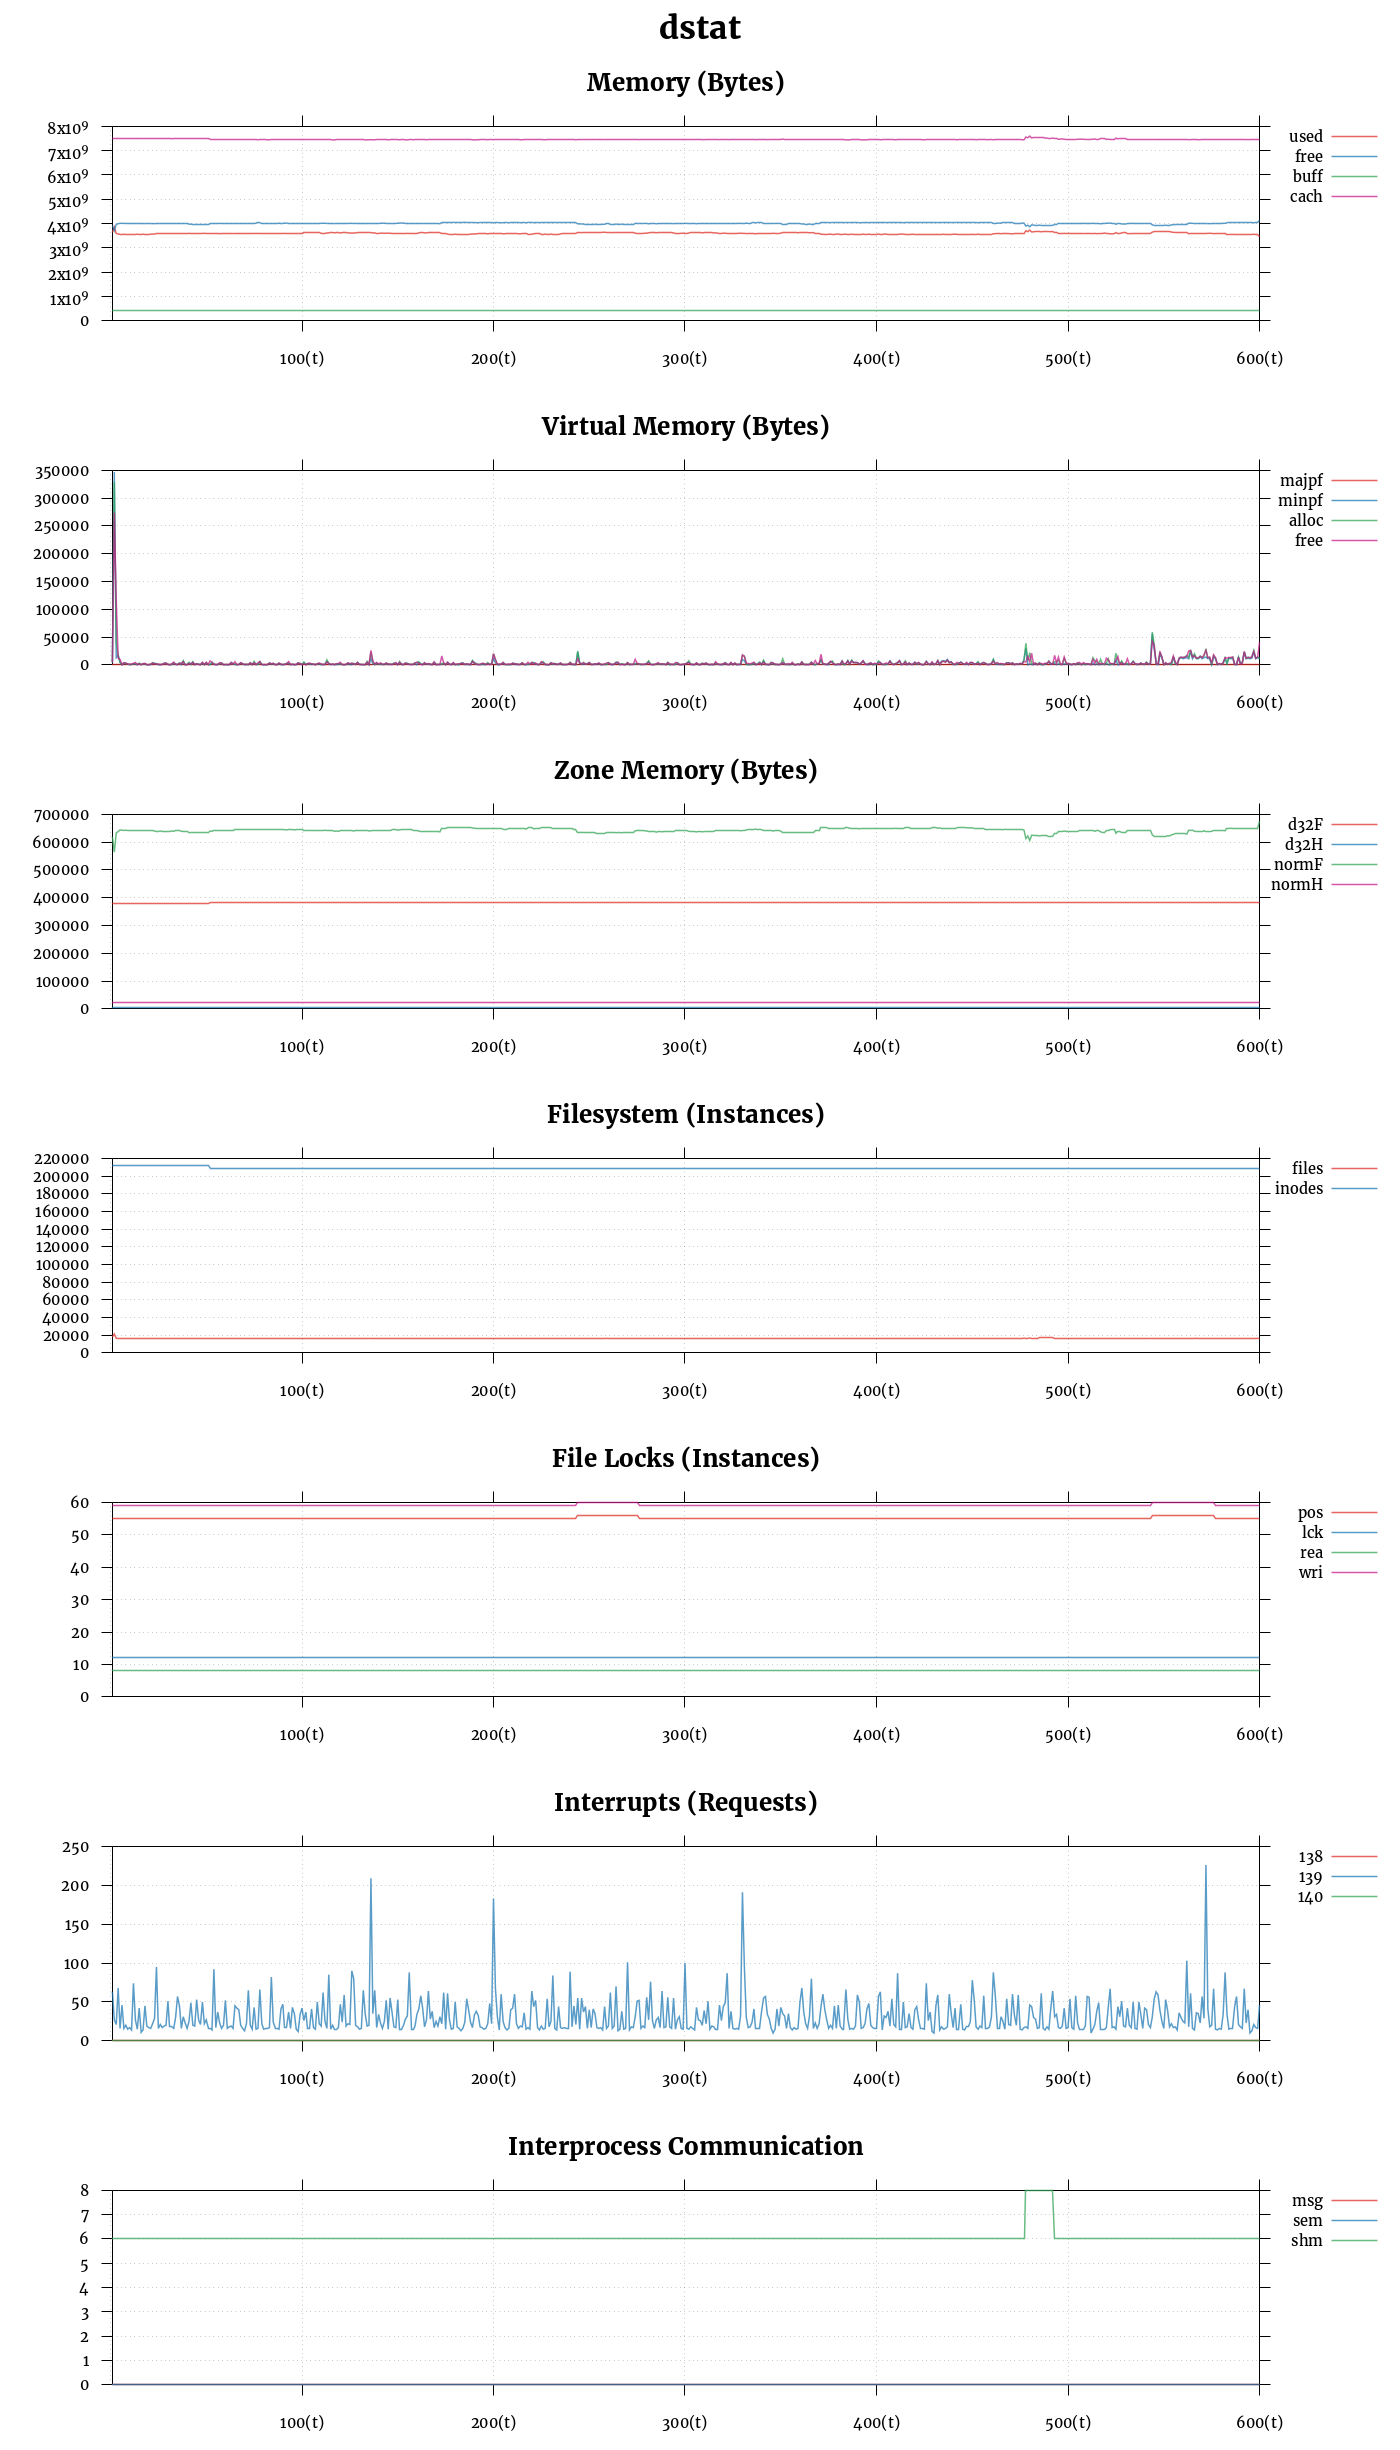 dstat
Memory (Bytes)
8x10⁹
7x10⁹
6x10⁹
5x10⁹
4x10⁹
3x10⁹
2x10⁹
1x10⁹
0
100(t) 200(t) 300(t) 400(t) 500(t) 600(t)
used
free
buff
cach
Virtual Memory (Bytes)
350000
300000
250000
200000
150000
100000
50000
0
100(t) 200(t) 300(t) 400(t) 500(t) 600(t)
majpf
minpf
alloc
free
Zone Memory (Bytes)
700000
600000
500000
400000
300000
200000
100000
0
100(t) 200(t) 300(t) 400(t) 500(t) 600(t)
d32F
d32H
normF
normH
Filesystem (Instances)
220000
200000
180000
160000
140000
120000
100000
80000
60000
40000
20000
0
100(t) 200(t) 300(t) 400(t) 500(t) 600(t)
files
inodes
File Locks (Instances)
60
50
40
30
20
10
0
100(t) 200(t) 300(t) 400(t) 500(t) 600(t)
pos
lck
rea
wri
Interrupts (Requests)
250
200
150
100
50
0
100(t) 200(t) 300(t) 400(t) 500(t) 600(t)
138
139
140
Interprocess Communication
8
7
6
5
4
3
2
1
0
100(t) 200(t) 300(t) 400(t) 500(t) 600(t)
msg
sem
shm